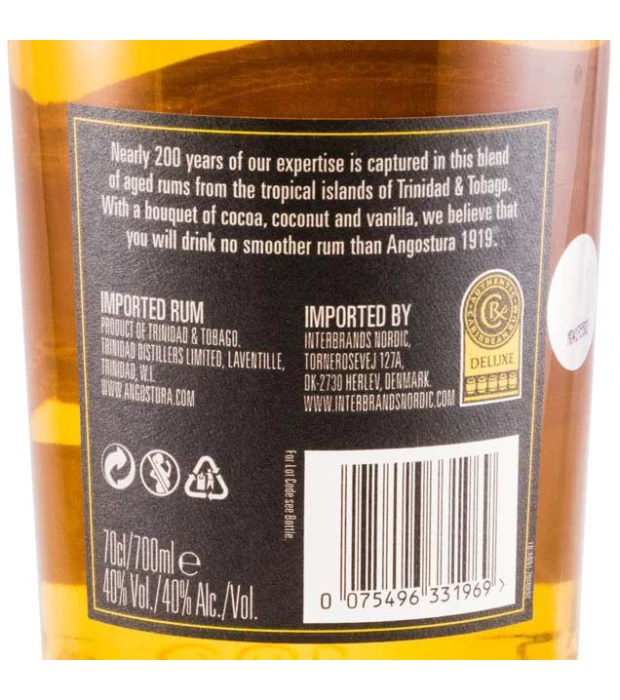 Nearly 200 years of our expertise is captured in this blend
of aged rums from the tropical islands of Trinidad & Tobago.
With a bouquet of cocoa, coconut and vanilla, we believe that
you will drink no smoother rum than Angostura 1919.
IMPORTED RUM
PRODUCT OF TRINIDAD & TOBAGO.
TRINIDAD DISTILLERS LIMITED, LAVENTILLE,
TRINIDAD, W.I.
WWW.ANGOSTURA.COM
IMPORTED BY
INTERBRANDS NORDIC,
TORNEROSEVEJ 127A,
DK-2730 HERLEV, DENMARK.
WWW.INTERBRANDSNORDIC.COM
AUTHENTIC
CARIBBEAN RUM
CR
DELUXE
For Lot Code see Bottle.
70cl/700ml e
40% Vol./40% Alc./Vol.
0 075496 331969 >